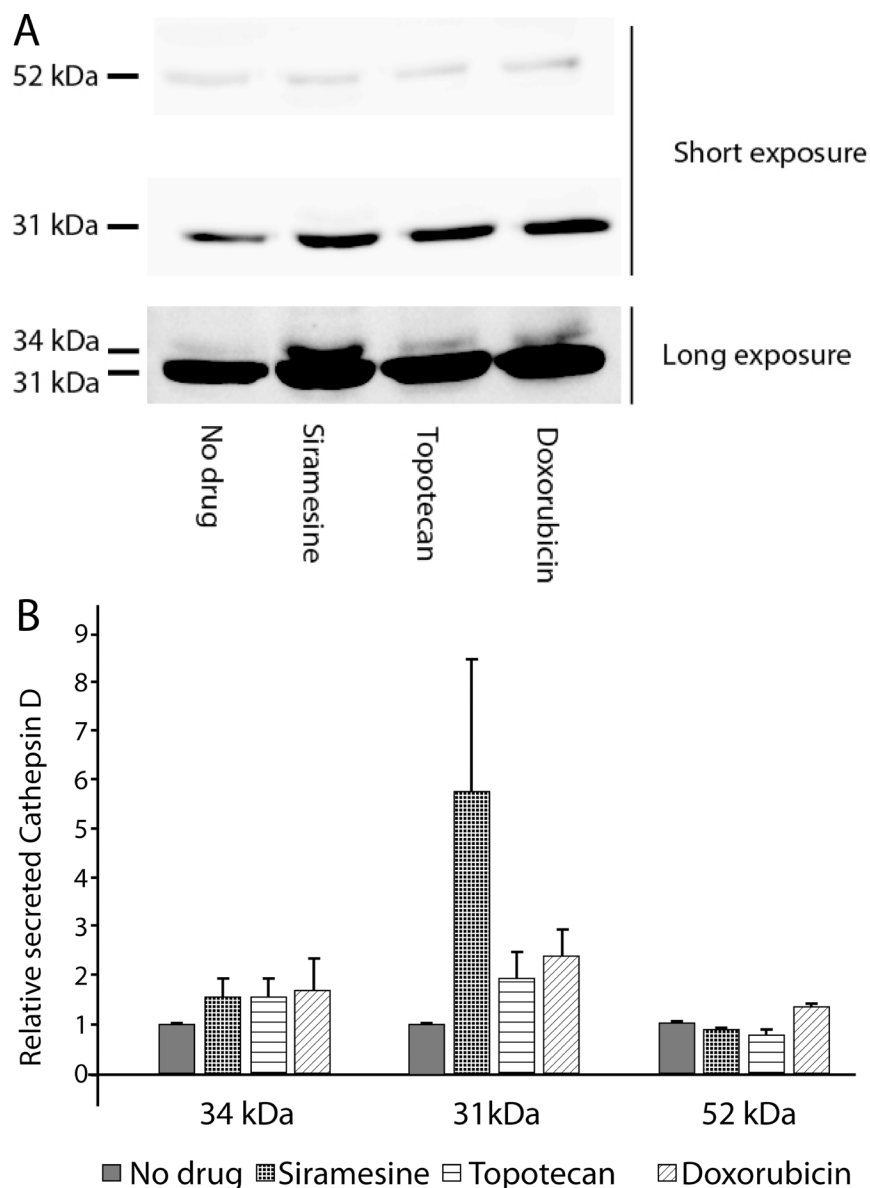 A
52 kDa
Short exposure
31 kDa
34 kDa
31 kDa
Long exposure
No drug
Siramesine
Topotecan
Doxorubicin
B
Relative secreted Cathepsin D
9
8
7
6
5
4
3
2
1
0
34 kDa
31kDa
52 kDa
No drug Siramesine Topotecan Doxorubicin